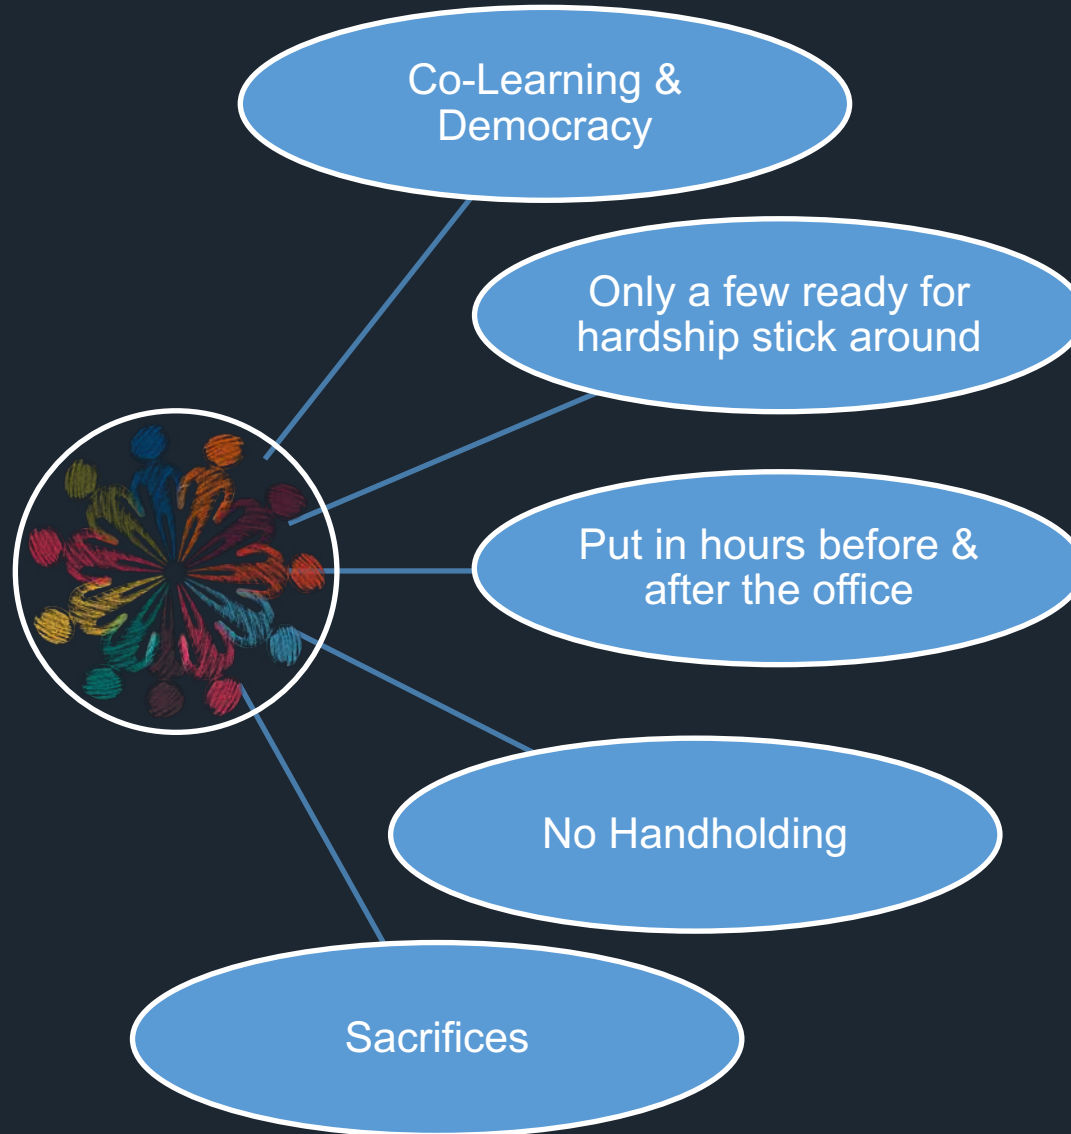 Co-Learning &
Democracy
Only a few ready for
hardship stick around
Put in hours before &
after the office
No Handholding
Sacrifices